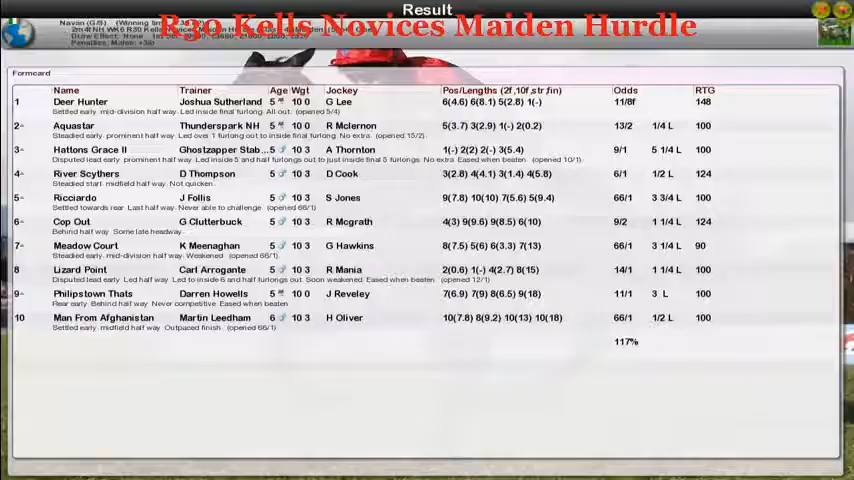 Result
R30 Kells Novices Maiden Hurdle
Navan (G/S) (Winning
Penalties, Males: +3lb
Formcard
Name Trainer Age Wgt Jockey Pos/Lengths (2f,10f,str,fin) Odds RTG
1 Deer Hunter Joshua Sutherland 5 10 0 G Lee 6(4.6) 6(8.1) 5(2.8) 1(-) 11/8f 148
Settled early. mid-division half way. Led inside final furlong. All out. (opened 5/4)
2 Aquastar Thunderspark NH 5 10 0 R Mclernon 5(3.7) 3(2.9) 1(-) 2(0.2) 13/2 1/4 L 100
Steadied early. prominent half way. Led over 1 furlong out to inside final furlong. No extra. (opened 15/2)
3 Hattons Grace II Ghostzapper Stab... 5 10 3 A Thornton 1(-) 2(2) 2(-) 3(5.4) 9/1 5 1/4 L 100
Disputed lead early. prominent half way. Led inside 5 and half furlongs out to just inside final 5 furlongs. No extra. Eased when beaten. (opened 10/1)
4 River Scythers D Thompson 5 10 3 D Cook 3(2.8) 4(4.1) 3(1.4) 4(5.8) 6/1 1/2 L 124
Steadied start. midfield half way. Not quicken.
5 Ricciardo J Follis 5 10 3 S Jones 9(7.8) 10(10) 7(5.6) 5(9.4) 66/1 3 3/4 L 100
Settled towards rear. Last half way. Never able to challenge. (opened 66/1)
6 Cop Out G Clutterbuck 5 10 3 R Mcgrath 4(3) 9(9.6) 9(8.5) 6(10) 9/2 1 1/4 L 124
Behind half way. Some late headway.
7 Meadow Court K Meenaghan 5 10 3 G Hawkins 8(7.5) 5(6) 6(3.3) 7(13) 66/1 3 1/4 L 90
Steadied early. mid-division half way. Weakened. (opened 66/1)
8 Lizard Point Carl Arrogante 5 10 3 R Mania 2(0.6) 1(-) 4(2.7) 8(15) 14/1 1 1/4 L 100
Disputed lead early. Led half way. Led to inside 6 and half furlongs out. Soon weakened. Eased when beaten. (opened 12/1)
9 Philipstown Thats Darren Howells 5 10 0 J Reveley 7(6.9) 7(9) 8(6.5) 9(18) 11/1 3 L 100
Rear early. Behind half way. Never competitive. Eased when beaten.
10 Man From Afghanistan Martin Leedham 6 10 3 H Oliver 10(7.8) 8(9.2) 10(13) 10(18) 66/1 1/2 L 100
Settled early. midfield half way. Outpaced finish. (opened 66/1)
117%